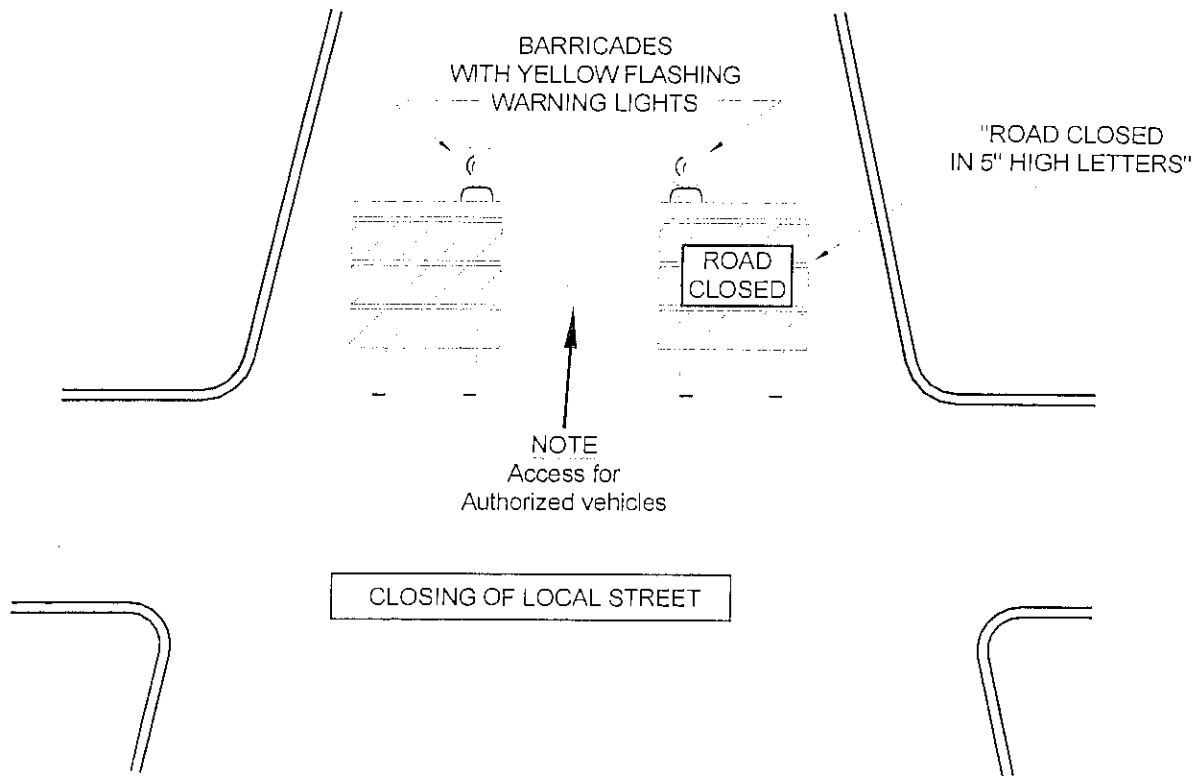 BARRICADES
WITH YELLOW FLASHING
WARNING LIGHTS
"ROAD CLOSED
IN 5" HIGH LETTERS"
ROAD
CLOSED
NOTE
Access for
Authorized vehicles
CLOSING OF LOCAL STREET